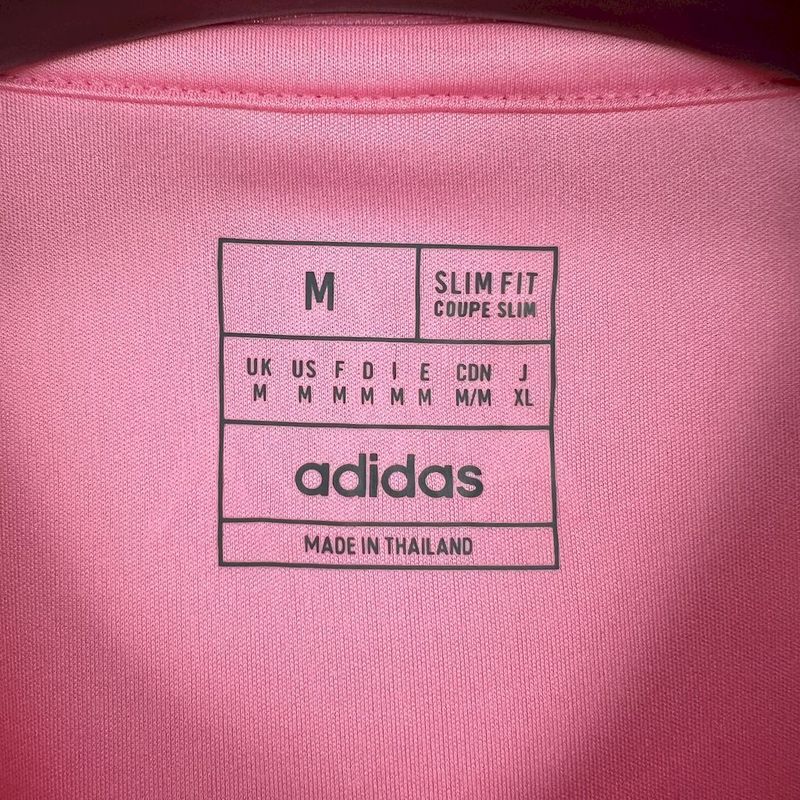 M
SLIM FIT
COUPE SLIM
UK US F D I E CDN J
M M M M M M M/M XL
adidas
MADE IN THAILAND